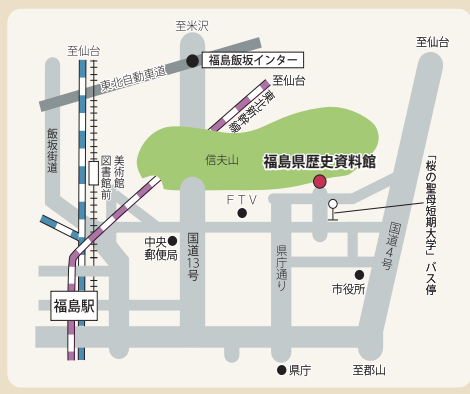 至米沢
至仙台
至仙台
福島飯坂インター
東北自動車道
至仙台
東北新幹線
飯坂街道
美術館
図書館前
信夫山
福島県歴史資料館
FTV
「桜の聖母短期大学」バス停
中央
郵便局
国道13号
県庁通り
国道4号
市役所
福島駅
県庁
至郡山